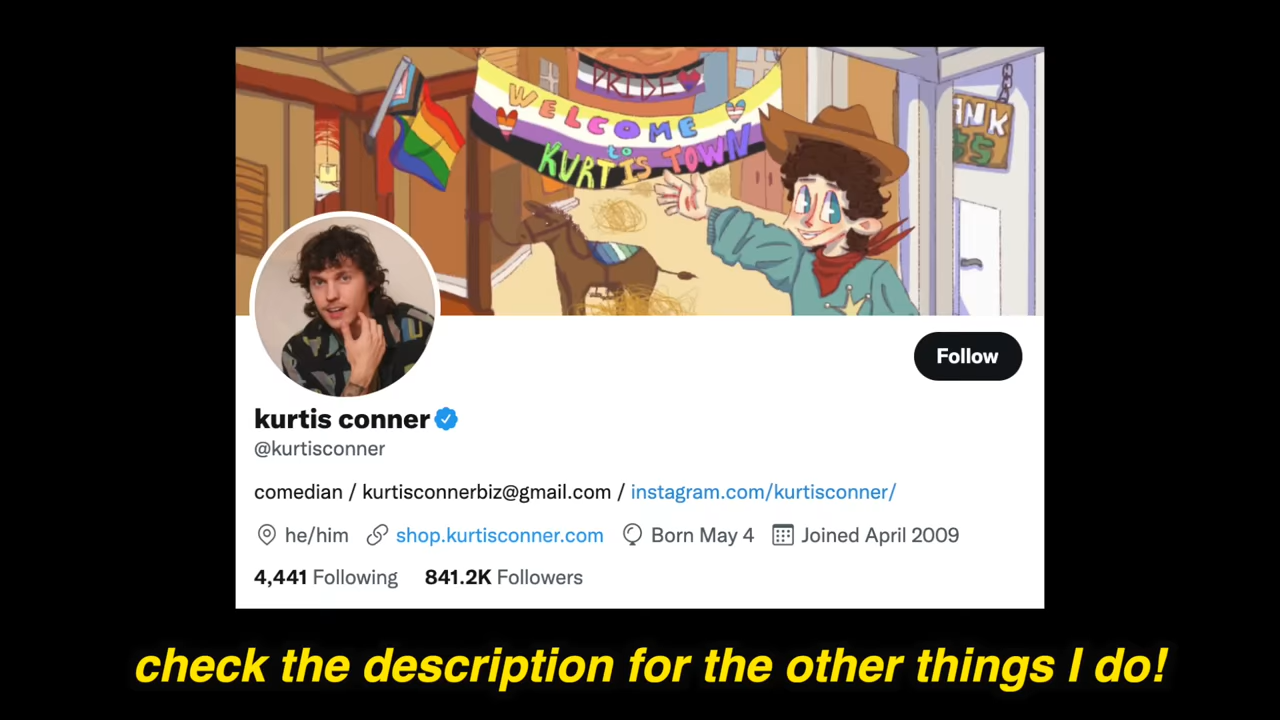 PRIDE
WELCOME
to
KURTIS TOWN
INK
$5
Follow
kurtis conner
@kurtisconner
comedian / kurtisconnerbiz@gmail.com / instagram.com/kurtisconner/
he/him shop.kurtisconner.com Born May 4 Joined April 2009
4,441 Following 841.2K Followers
check the description for the other things I do!